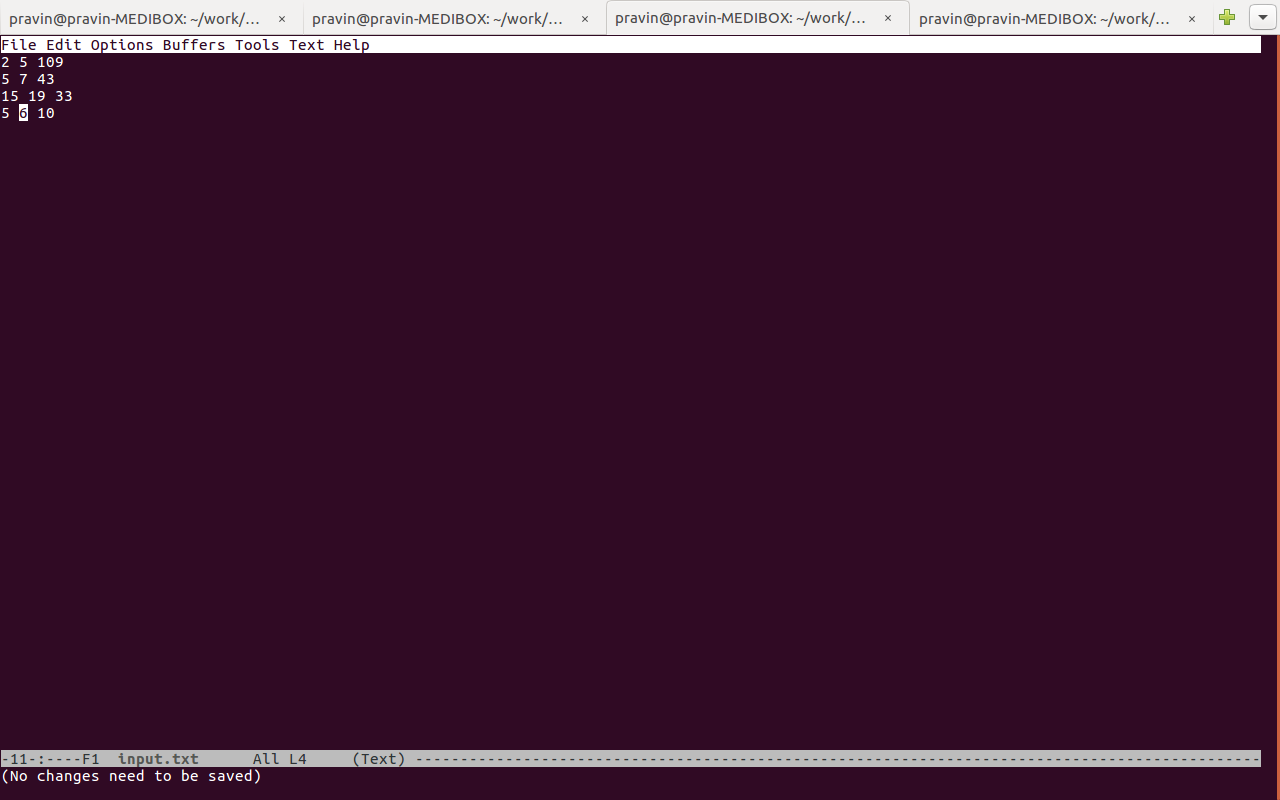 pravin@pravin-MEDIBOX: ~/work/... × pravin@pravin-MEDIBOX: ~/work/... × pravin@pravin-MEDIBOX: ~/work/... × pravin@pravin-MEDIBOX: ~/work/... ×
File Edit Options Buffers Tools Text Help
2 5 109
5 7 43
15 19 33
5 6 10
-11-:----F1  input.txt      All L4     (Text) ----------------------------------------------------------------------------------------------
(No changes need to be saved)